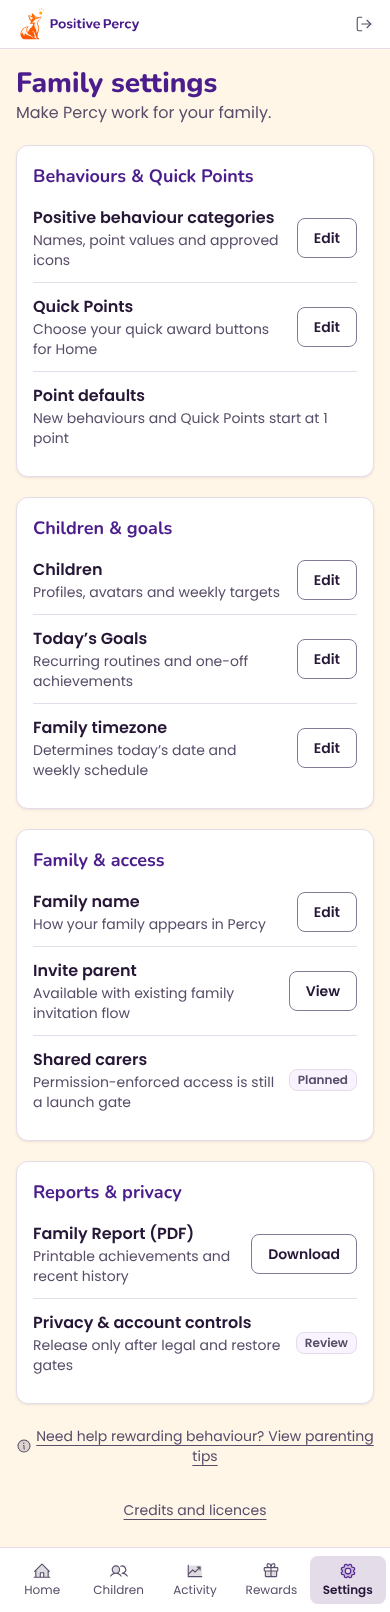 Positive Percy
Family settings
Make Percy work for your family.
Behaviours & Quick Points
Positive behaviour categories
Names, point values and approved
icons
Edit
Quick Points
Choose your quick award buttons
for Home
Edit
Point defaults
New behaviours and Quick Points start at 1
point
Children & goals
Children
Profiles, avatars and weekly targets
Edit
Today’s Goals
Recurring routines and one-off
achievements
Edit
Family timezone
Determines today’s date and
weekly schedule
Edit
Family & access
Family name
How your family appears in Percy
Edit
Invite parent
Available with existing family
invitation flow
View
Shared carers
Permission-enforced access is still
a launch gate
Planned
Reports & privacy
Family Report (PDF)
Printable achievements and
recent history
Download
Privacy & account controls
Release only after legal and restore
gates
Review
Need help rewarding behaviour? View parenting
tips
Credits and licences
Home
Children
Activity
Rewards
Settings